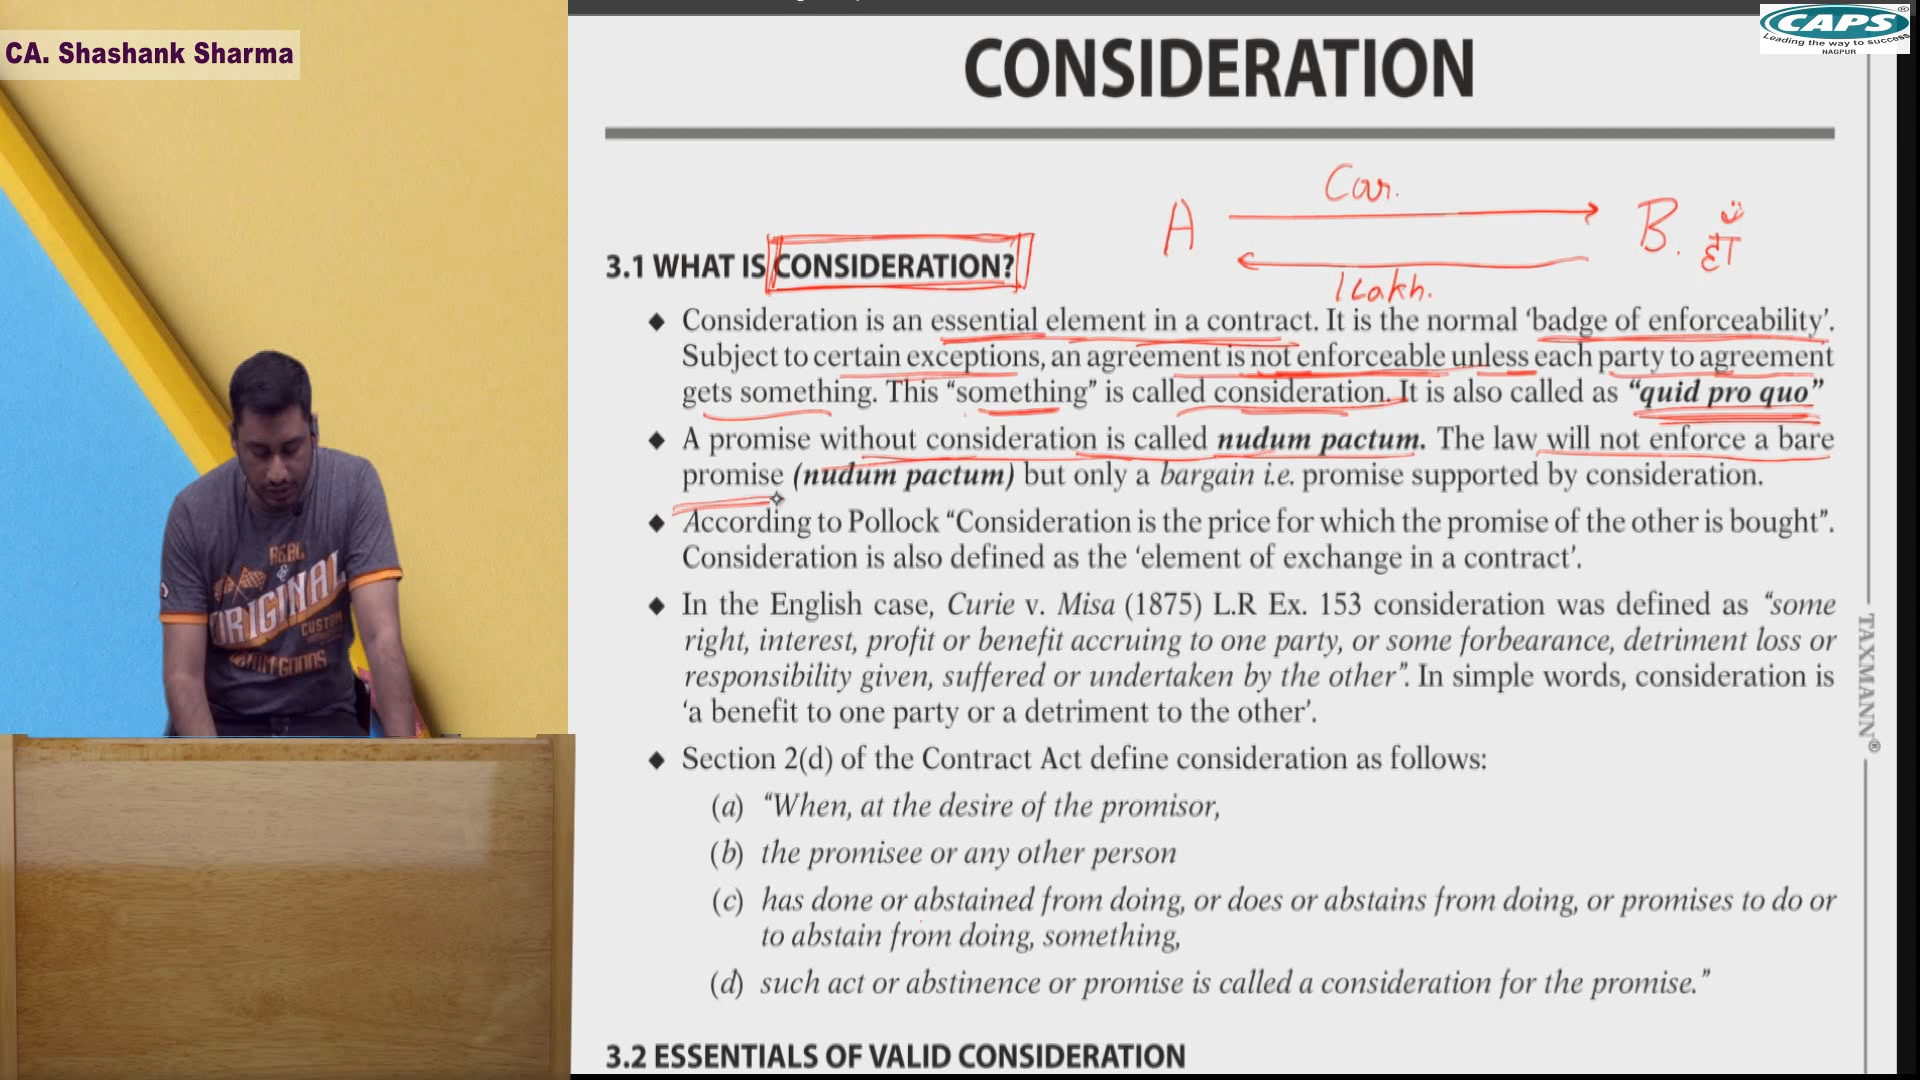 CA. Shashank Sharma
CAPS®
Leading the way to success
NAGPUR
CONSIDERATION
Car.
A
B.
हाँ
1 Lakh.
3.1 WHAT IS CONSIDERATION?
◆ Consideration is an essential element in a contract. It is the normal ‘badge of enforceability’.
Subject to certain exceptions, an agreement is not enforceable unless each party to agreement
gets something. This “something” is called consideration. It is also called as “quid pro quo”
◆ A promise without consideration is called nudum pactum. The law will not enforce a bare
promise (nudum pactum) but only a bargain i.e. promise supported by consideration.
◆ According to Pollock “Consideration is the price for which the promise of the other is bought”.
Consideration is also defined as the ‘element of exchange in a contract’.
◆ In the English case, Curie v. Misa (1875) L.R Ex. 153 consideration was defined as “some
right, interest, profit or benefit accruing to one party, or some forbearance, detriment loss or
responsibility given, suffered or undertaken by the other”. In simple words, consideration is
‘a benefit to one party or a detriment to the other’.
◆ Section 2(d) of the Contract Act define consideration as follows:
(a) “When, at the desire of the promisor,
(b) the promisee or any other person
(c) has done or abstained from doing, or does or abstains from doing, or promises to do or
to abstain from doing, something,
(d) such act or abstinence or promise is called a consideration for the promise.”
3.2 ESSENTIALS OF VALID CONSIDERATION
TAXMANN®
REAL
&
ORIGINAL
CUSTOM
GOODS